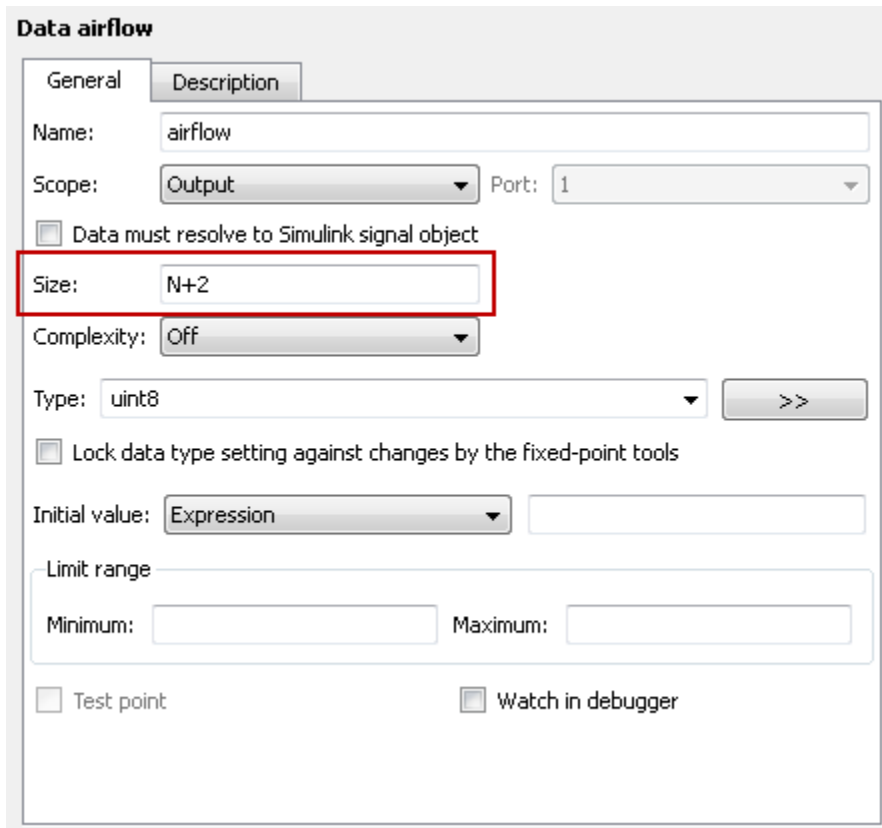 Data airflow
General Description
Name: airflow
Scope: Output Port: 1
Data must resolve to Simulink signal object
Size: N+2
Complexity: Off
Type: uint8 >>
Lock data type setting against changes by the fixed-point tools
Initial value: Expression
Limit range
Minimum: Maximum:
Test point Watch in debugger